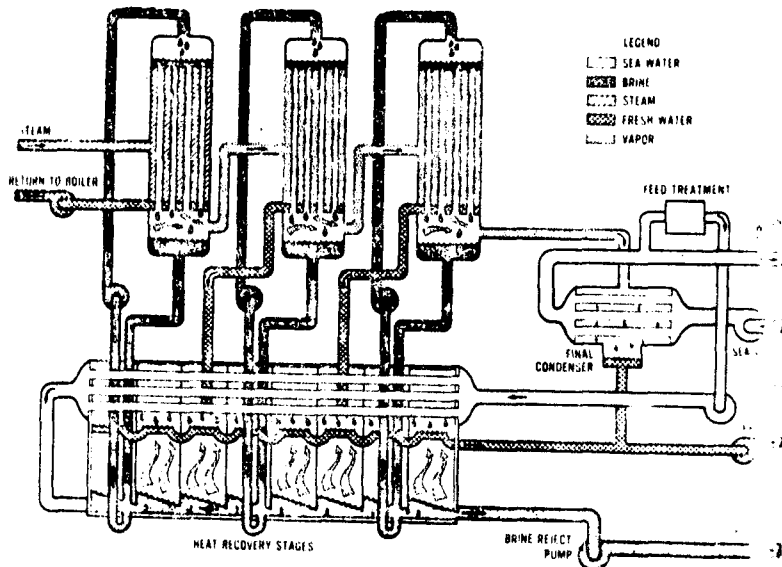 LEGEND
SEA WATER
BRINE
STEAM
FRESH WATER
VAPOR
STEAM
RETURN TO BOILER
FEED TREATMENT
FINAL
CONDENSER
SEA
HEAT RECOVERY STAGES
BRINE REJECT
PUMP